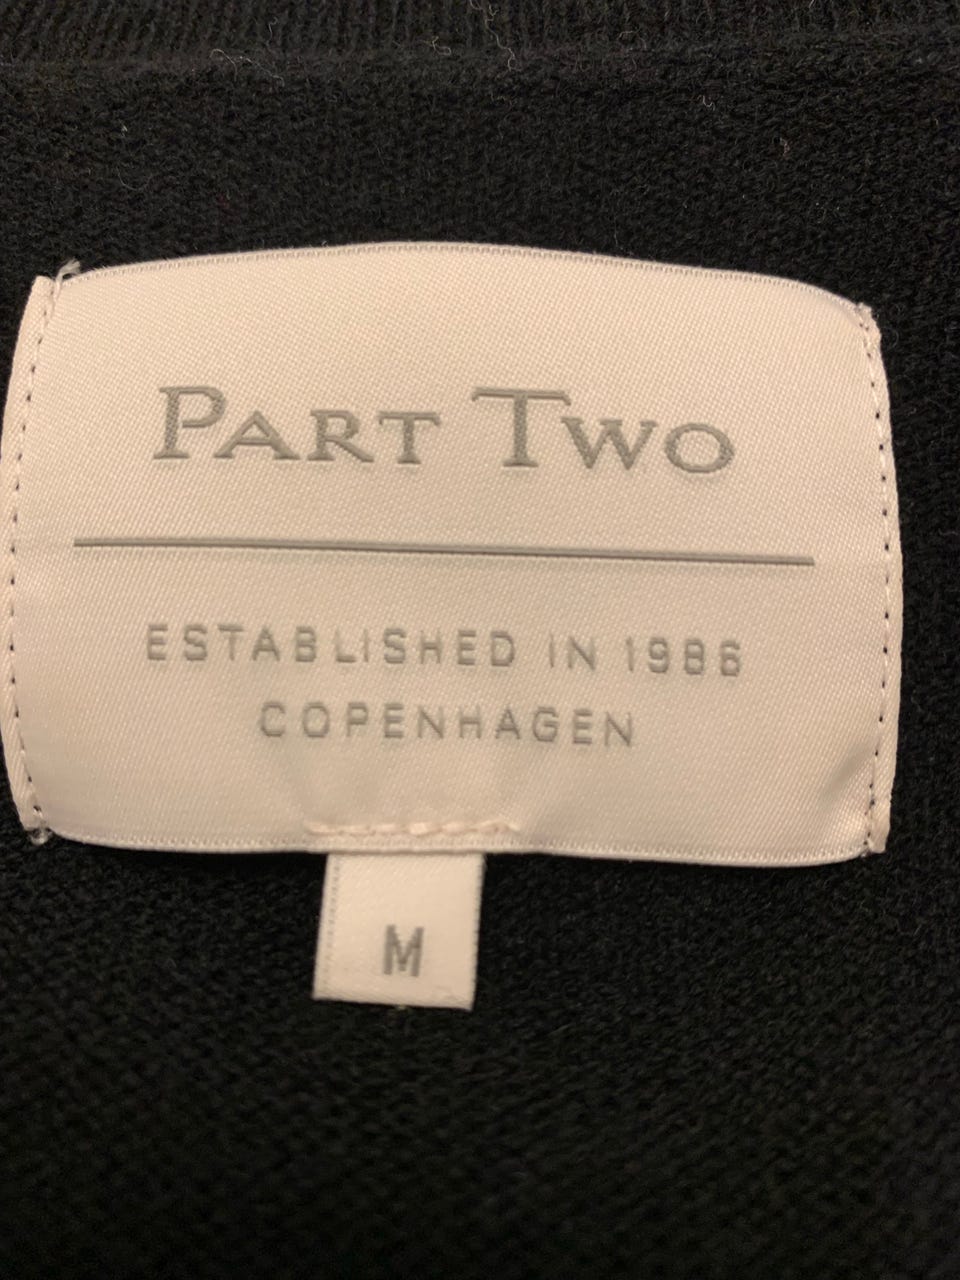 PART TWO
ESTABLISHED IN 1986
COPENHAGEN
M